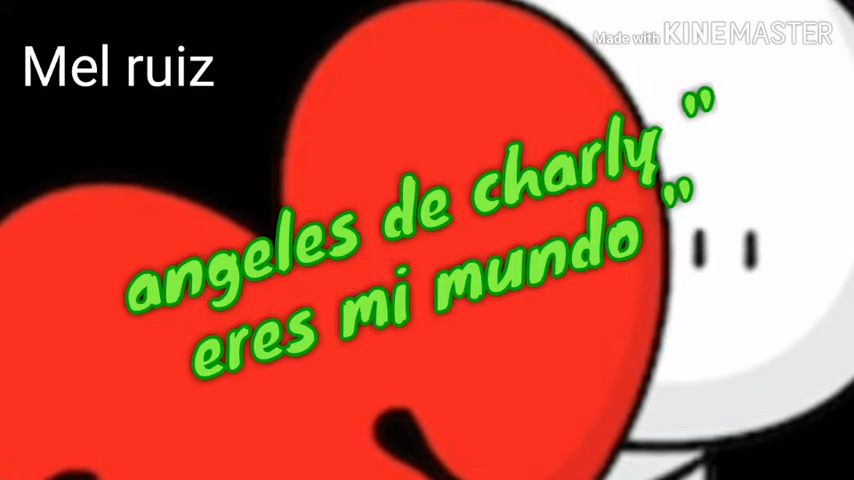 Made with KINEMASTER
Mel ruiz
angeles de charly "
eres mi mundo "